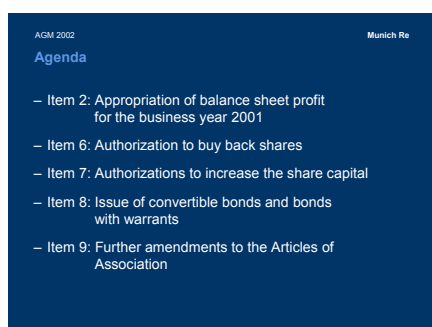 AGM 2002
Munich Re
Agenda
– Item 2: Appropriation of balance sheet profit
for the business year 2001
– Item 6: Authorization to buy back shares
– Item 7: Authorizations to increase the share capital
– Item 8: Issue of convertible bonds and bonds
with warrants
– Item 9: Further amendments to the Articles of
Association